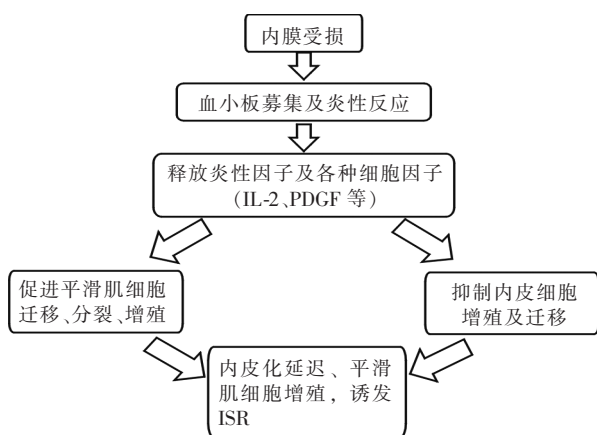 内膜受损
血小板募集及炎性反应
释放炎性因子及各种细胞因子
(IL-2、PDGF 等)
促进平滑肌细胞
迁移、分裂、增殖
抑制内皮细胞
增殖及迁移
内皮化延迟、平滑
肌细胞增殖，诱发
ISR